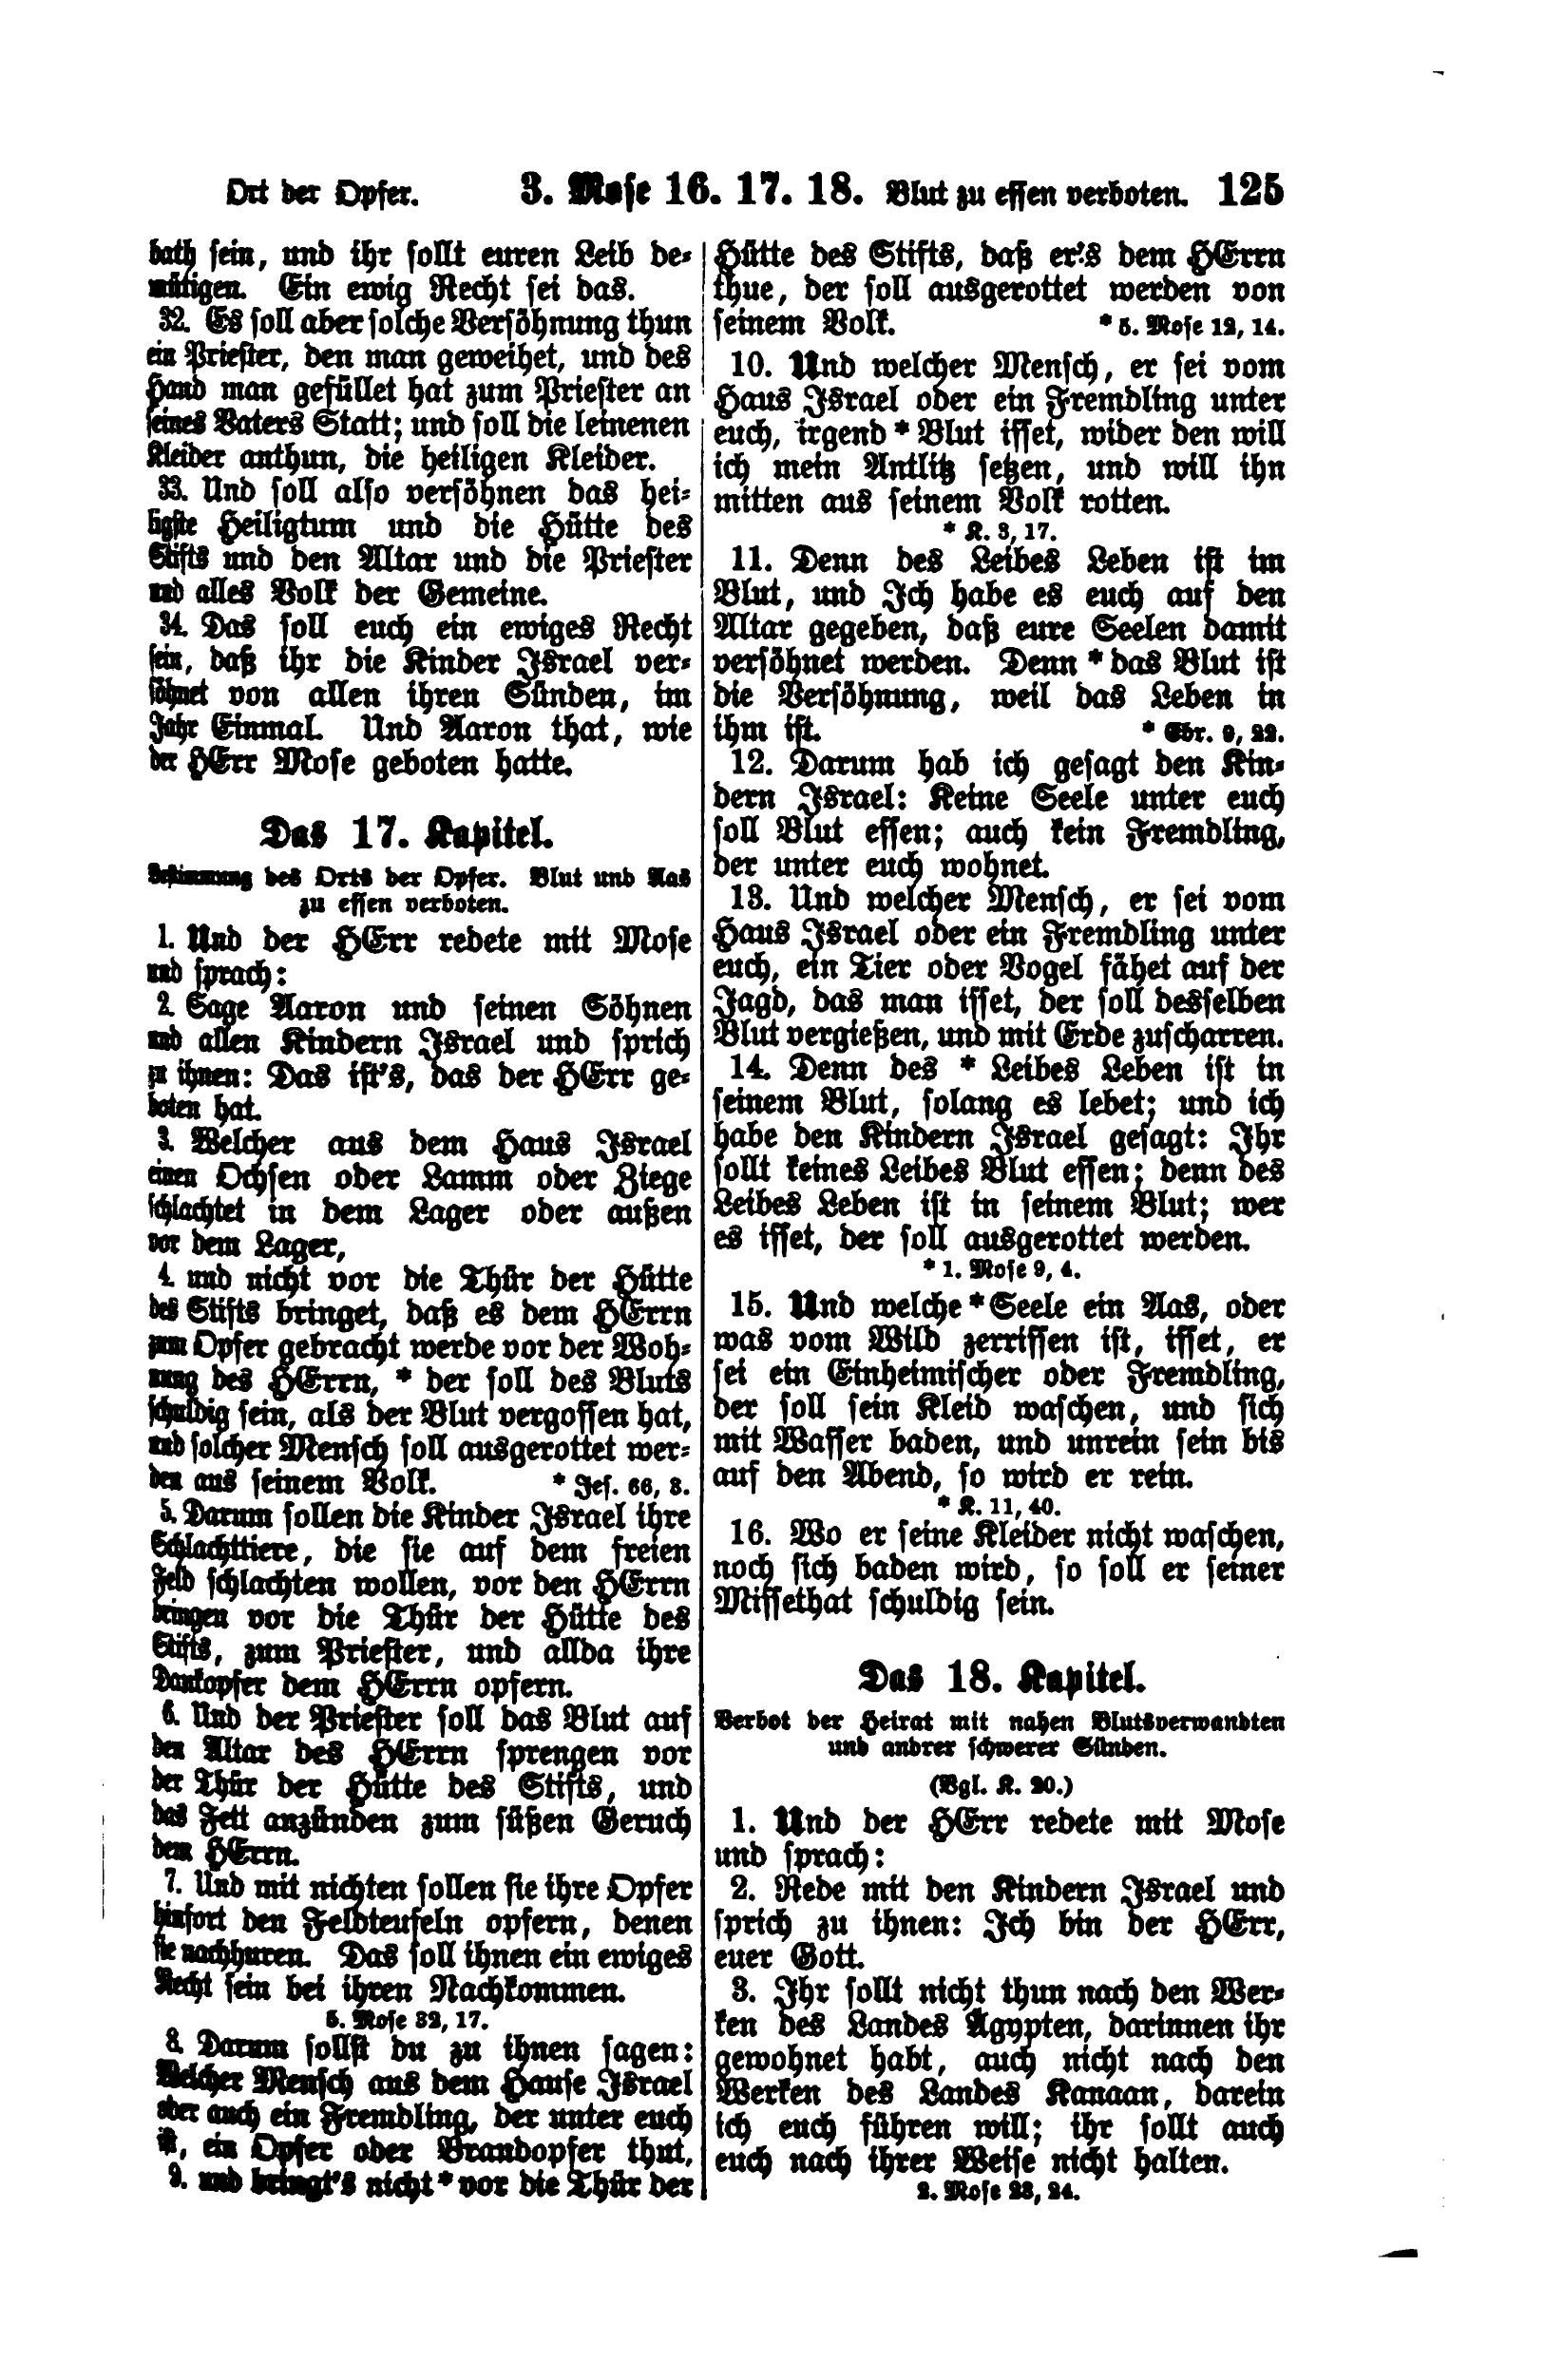 Ort der Opfer. 3. Mose 16. 17. 18. Blut zu essen verboten. 125
bath sein, und ihr sollt euren Leib de-
mütigen. Ein ewig Recht sei das.
32. Es soll aber solche Versöhnung thun
ein Priester, den man geweihet, und des
Hand man gefüllet hat zum Priester an
seines Vaters Statt; und soll die leinenen
Kleider anthun, die heiligen Kleider.
33. Und soll also versöhnen das hei-
ligste Heiligtum und die Hütte des
Stifts und den Altar und die Priester
und alles Volk der Gemeine.
34. Das soll euch ein ewiges Recht
sein, daß ihr die Kinder Israel ver-
söhnet von allen ihren Sünden, im
Jahr Einmal. Und Aaron that, wie
der HErr Mose geboten hatte.
Das 17. Kapitel.
Bestimmung des Orts der Opfer. Blut und Aas
zu essen verboten.
1. Und der HErr redete mit Mose
und sprach:
2. Sage Aaron und seinen Söhnen
und allen Kindern Israel und sprich
zu ihnen: Das ist's, das der HErr ge-
boten hat.
3. Welcher aus dem Haus Israel
einen Ochsen oder Lamm oder Ziege
schlachtet in dem Lager oder außen
vor dem Lager,
4. und nicht vor die Thür der Hütte
des Stifts bringet, daß es dem HErrn
zum Opfer gebracht werde vor der Woh-
nung des HErrn, * der soll des Bluts
schuldig sein, als der Blut vergossen hat,
und solcher Mensch soll ausgerottet wer-
den aus seinem Volk. * Jes. 66, 3.
5. Darum sollen die Kinder Israel ihre
Schlachttiere, die sie auf dem freien
Feld schlachten wollen, vor den HErrn
bringen vor die Thür der Hütte des
Stifts, zum Priester, und allda ihre
Dankopfer dem HErrn opfern.
6. Und der Priester soll das Blut auf
den Altar des HErrn sprengen vor
der Thür der Hütte des Stifts, und
das Fett anzünden zum süßen Geruch
dem HErrn.
7. Und mit nichten sollen sie ihre Opfer
hinfort den Feldteufeln opfern, denen
sie nachhuren. Das soll ihnen ein ewiges
Recht sein bei ihren Nachkommen.
5. Mose 32, 17.
8. Darum sollst du zu ihnen sagen:
Welcher Mensch aus dem Hause Israel
oder auch ein Fremdling, der unter euch
ist, ein Opfer oder Brandopfer thut,
9. und bringt's nicht * vor die Thür der
Hütte des Stifts, daß er's dem HErrn
thue, der soll ausgerottet werden von
seinem Volk. * 5. Mose 12, 14.
10. Und welcher Mensch, er sei vom
Haus Israel oder ein Fremdling unter
euch, irgend * Blut isset, wider den will
ich mein Antlitz setzen, und will ihn
mitten aus seinem Volk rotten.
* K. 3, 17.
11. Denn des Leibes Leben ist im
Blut, und Ich habe es euch auf den
Altar gegeben, daß eure Seelen damit
versöhnet werden. Denn * das Blut ist
die Versöhnung, weil das Leben in
ihm ist. * Ebr. 9, 22.
12. Darum hab ich gesagt den Kin-
dern Israel: Keine Seele unter euch
soll Blut essen; auch kein Fremdling,
der unter euch wohnet.
13. Und welcher Mensch, er sei vom
Haus Israel oder ein Fremdling unter
euch, ein Tier oder Vogel fähet auf der
Jagd, das man isset, der soll desselben
Blut vergießen, und mit Erde zuscharren.
14. Denn des * Leibes Leben ist in
seinem Blut, solang es lebet; und ich
habe den Kindern Israel gesagt: Ihr
sollt keines Leibes Blut essen; denn des
Leibes Leben ist in seinem Blut; wer
es isset, der soll ausgerottet werden.
* 1. Mose 9, 4.
15. Und welche * Seele ein Aas, oder
was vom Wild zerrissen ist, isset, er
sei ein Einheimischer oder Fremdling,
der soll sein Kleid waschen, und sich
mit Wasser baden, und unrein sein bis
auf den Abend, so wird er rein.
* K. 11, 40.
16. Wo er seine Kleider nicht waschen,
noch sich baden wird, so soll er seiner
Missethat schuldig sein.
Das 18. Kapitel.
Verbot der Heirat mit nahen Blutsverwandten
und andrer schwerer Sünden.
(Vgl. K. 20.)
1. Und der HErr redete mit Mose
und sprach:
2. Rede mit den Kindern Israel und
sprich zu ihnen: Ich bin der HErr,
euer Gott.
3. Ihr sollt nicht thun nach den Wer-
ken des Landes Ägypten, darinnen ihr
gewohnet habt, auch nicht nach den
Werken des Landes Kanaan, darein
ich euch führen will; ihr sollt auch
euch nach ihrer Weise nicht halten.
2. Mose 23, 24.